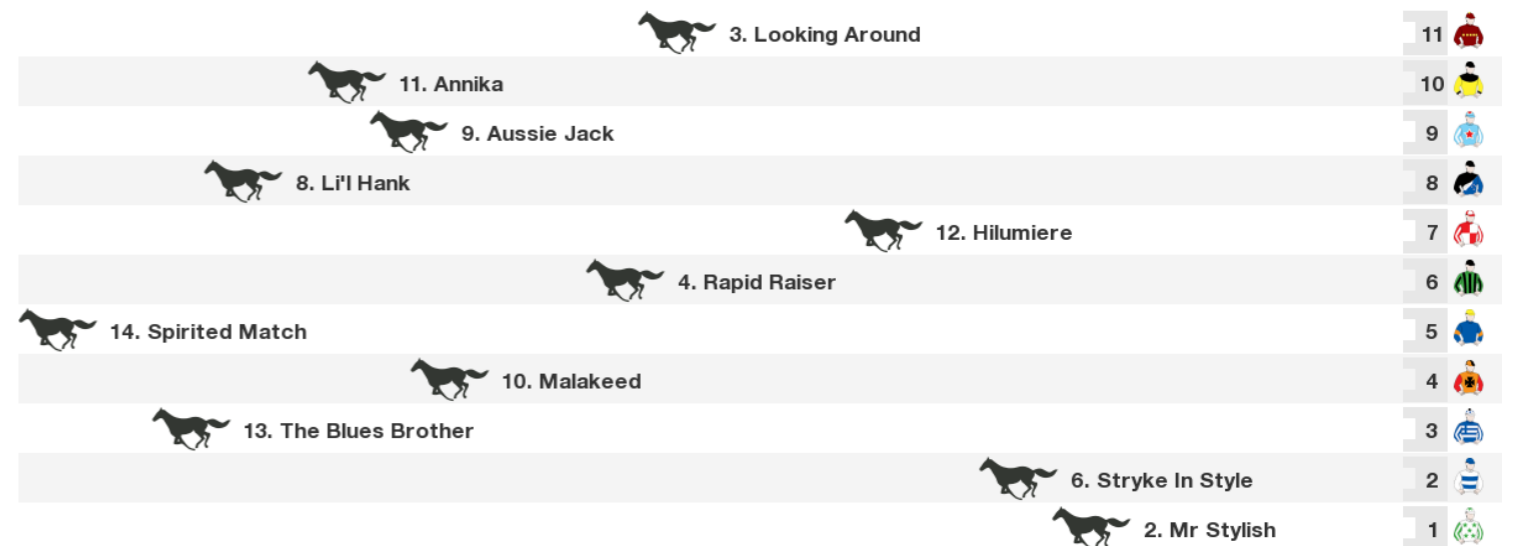 3. Looking Around 11
11. Annika 10
9. Aussie Jack 9
8. Li'l Hank 8
12. Hilumiere 7
4. Rapid Raiser 6
14. Spirited Match 5
10. Malakeed 4
13. The Blues Brother 3
6. Stryke In Style 2
2. Mr Stylish 1